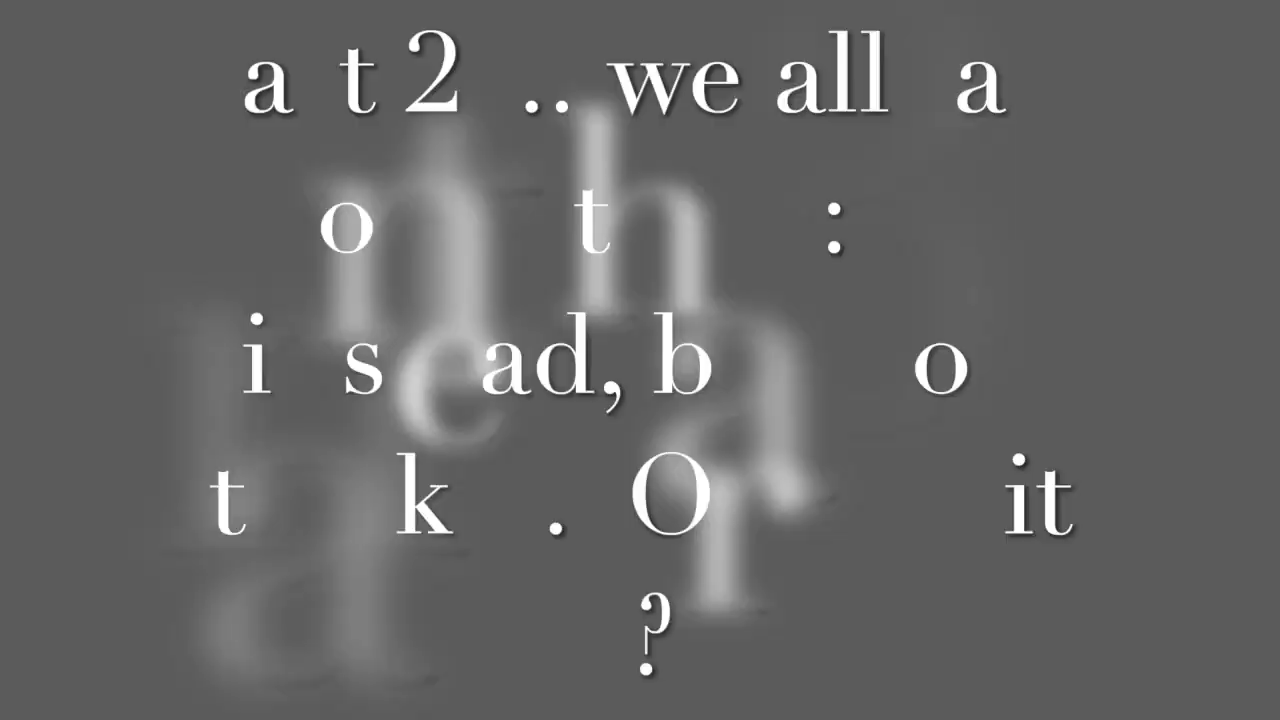 a t 2 .. we all a
o t :
i s ad, b o
t k . O it
?